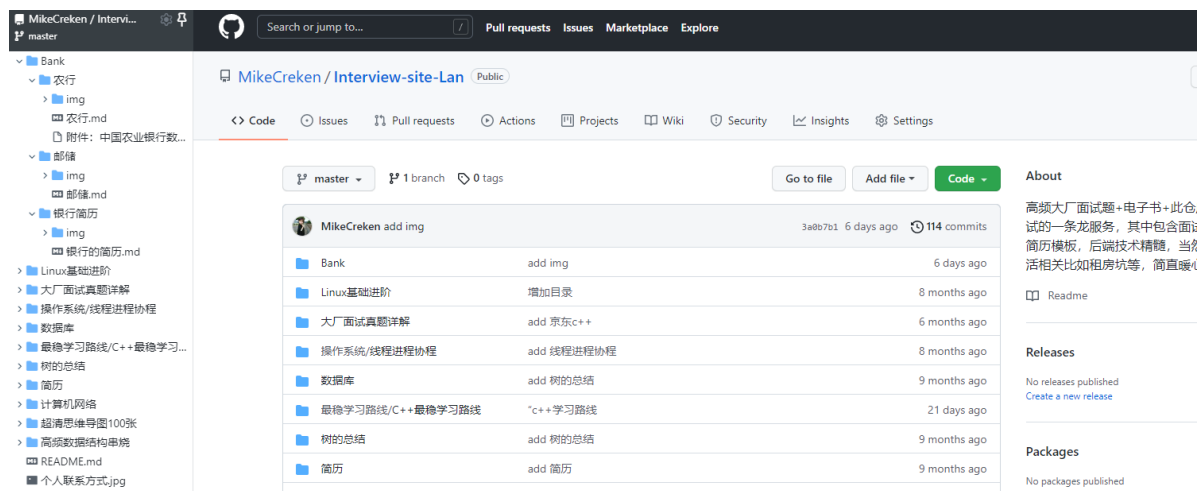 MikeCreken / Intervi...
master
Bank
农行
img
农行.md
附件：中国农业银行数...
邮储
img
邮储.md
银行简历
img
银行的简历.md
Linux基础进阶
大厂面试真题详解
操作系统/线程进程协程
数据库
最稳学习路线/C++最稳学习...
树的总结
简历
计算机网络
超清思维导图100张
高频数据结构串烧
README.md
个人联系方式.jpg
Search or jump to... /
Pull requests Issues Marketplace Explore
MikeCreken / Interview-site-Lan Public
Code Issues Pull requests Actions Projects Wiki Security Insights Settings
master 1 branch 0 tags Go to file Add file Code
MikeCreken add img 3a0b7b1 6 days ago 114 commits
Bank add img 6 days ago
Linux基础进阶 增加目录 8 months ago
大厂面试真题详解 add 京东c++ 6 months ago
操作系统/线程进程协程 add 线程进程协程 8 months ago
数据库 add 树的总结 9 months ago
最稳学习路线/C++最稳学习路线 "c++学习路线 21 days ago
树的总结 add 树的总结 9 months ago
简历 add 简历 9 months ago
About
高频大厂面试题+电子书+此仓
试的一条龙服务，其中包含面试
简历模板，后端技术精髓，当然
活相关比如租房坑等，简直暖心
Readme
Releases
No releases published
Create a new release
Packages
No packages published